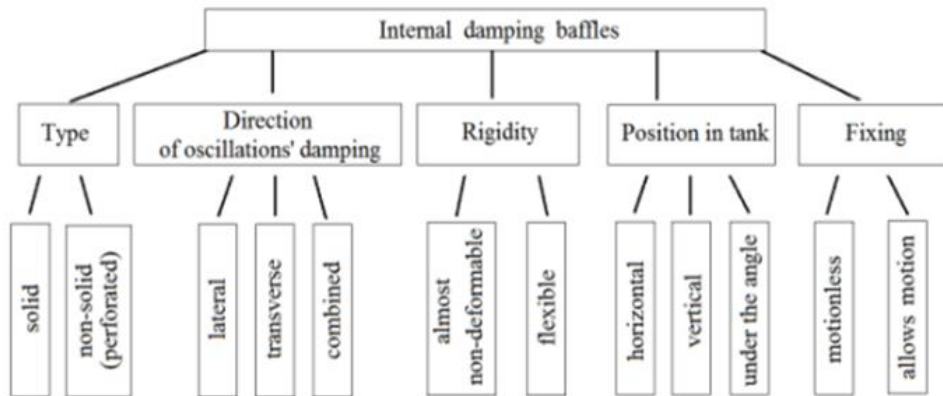 Internal damping baffles
Type
Direction
of oscillations' damping
Rigidity
Position in tank
Fixing
solid
non-solid
(perforated)
lateral
transverse
combined
almost
non-deformable
flexible
horizontal
vertical
under the angle
motionless
allows motion